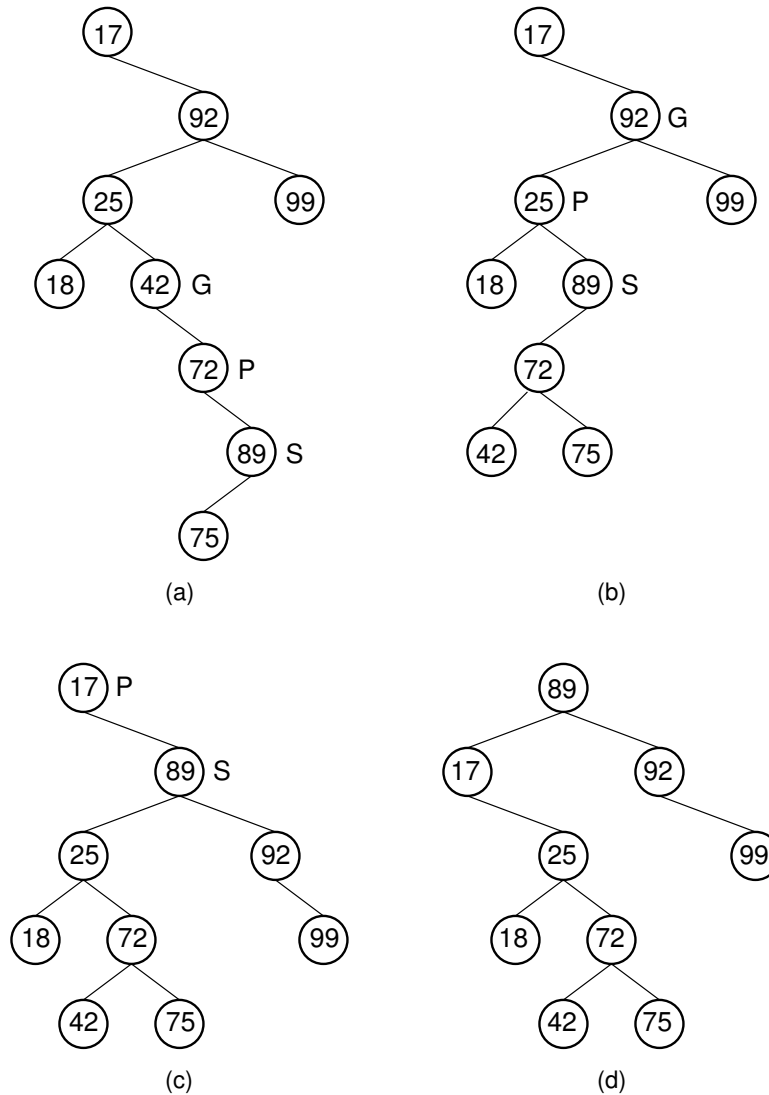 17 17
92 92 G
25 99 25 P 99
18 42 G 18 89 S
72 P 72
89 S 42 75
75
(a) (b)
17 P 89
89 S 17 92
25 92 25 99
18 72 99 18 72
42 75 42 75
(c) (d)